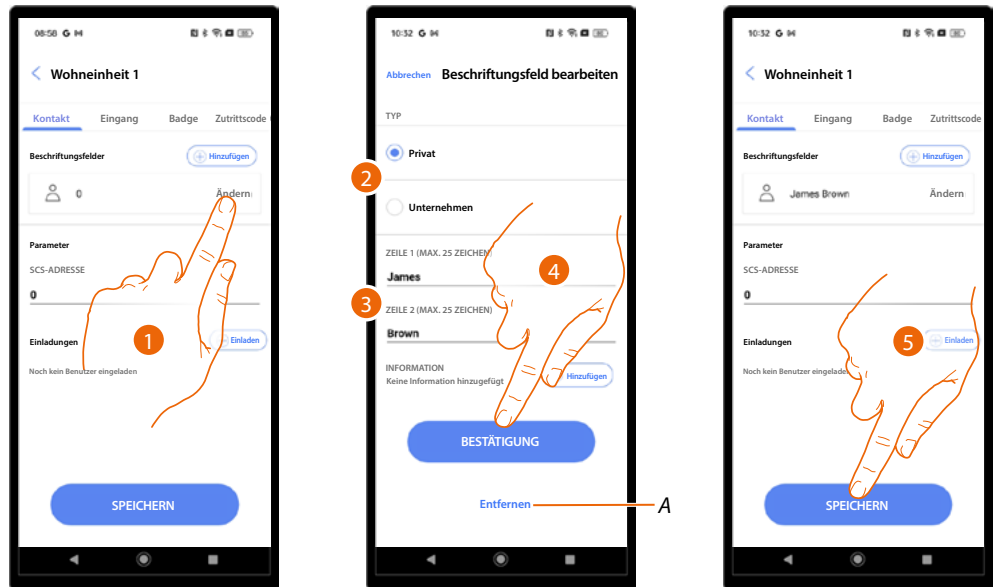 08:58 G
Wohneinheit 1
Kontakt Eingang Badge Zutrittscode
Beschriftungsfelder
Hinzufügen
0 Ändern
Parameter
SCS-ADRESSE
0
1
Einladungen
Einladen
Noch kein Benutzer eingeladen
SPEICHERN
10:32 G
Abbrechen Beschriftungsfeld bearbeiten
TYP
Privat
2
Unternehmen
ZEILE 1 (MAX. 25 ZEICHEN)
4
James
3
ZEILE 2 (MAX. 25 ZEICHEN)
Brown
INFORMATION
Keine Information hinzugefügt
Hinzufügen
BESTÄTIGUNG
Entfernen
A
10:32 G
Wohneinheit 1
Kontakt Eingang Badge Zutrittscode
Beschriftungsfelder
Hinzufügen
James Brown Ändern
Parameter
SCS-ADRESSE
0
Einladungen
5
Einladen
Noch kein Benutzer eingeladen
SPEICHERN